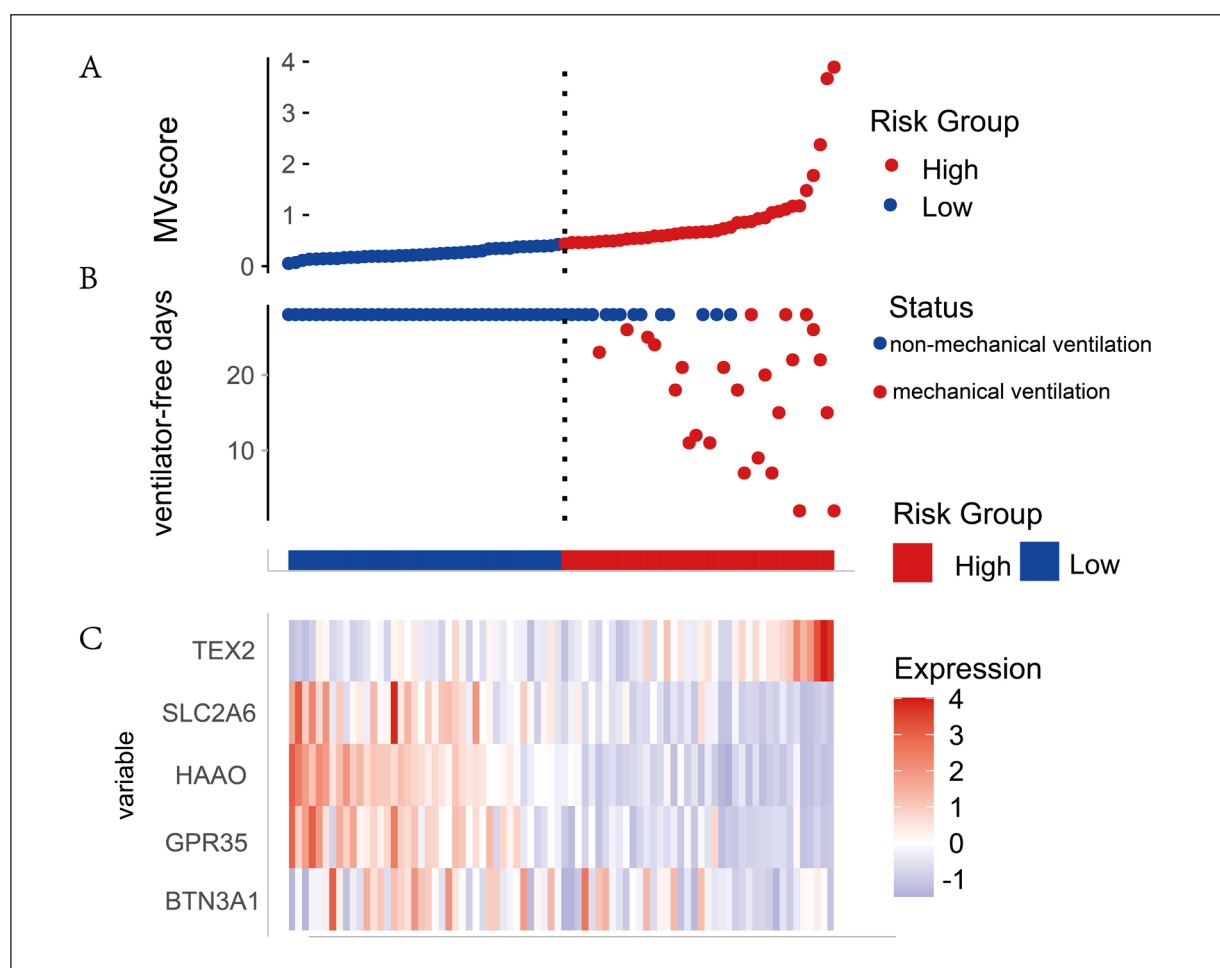 A
MVscore
4
3
2
1
0
Risk Group
High
Low
B
ventilator-free days
20
10
Status
non-mechanical ventilation
mechanical ventilation
Risk Group
High Low
C
variable
TEX2
SLC2A6
HAAO
GPR35
BTN3A1
Expression
4
3
2
1
0
-1